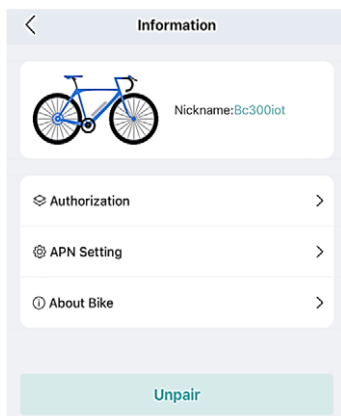 Information
Nickname:Bc300iot
Authorization
APN Setting
About Bike
Unpair